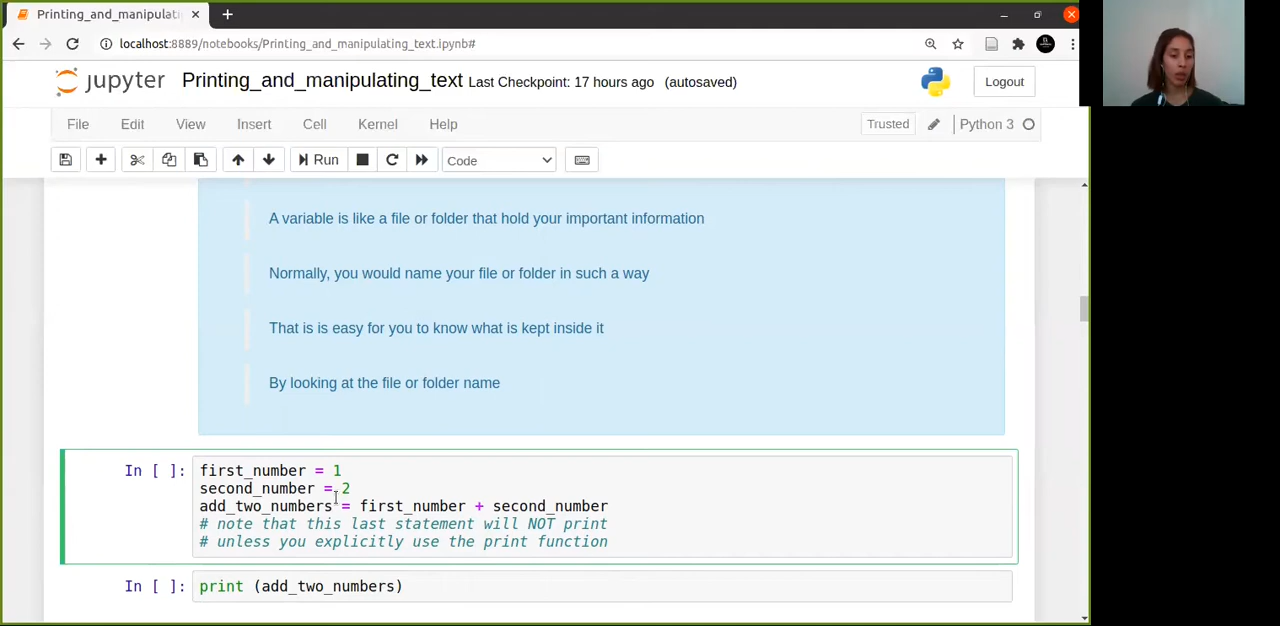 Printing_and_manipulati
localhost:8889/notebooks/Printing_and_manipulating_text.ipynb#
jupyter Printing_and_manipulating_text Last Checkpoint: 17 hours ago (autosaved)
Logout
File Edit View Insert Cell Kernel Help
Trusted Python 3
Run Code
A variable is like a file or folder that hold your important information
Normally, you would name your file or folder in such a way
That is is easy for you to know what is kept inside it
By looking at the file or folder name
In [ ]: first_number = 1
second_number = 2
add_two_numbers = first_number + second_number
# note that this last statement will NOT print
# unless you explicitly use the print function
In [ ]: print (add_two_numbers)